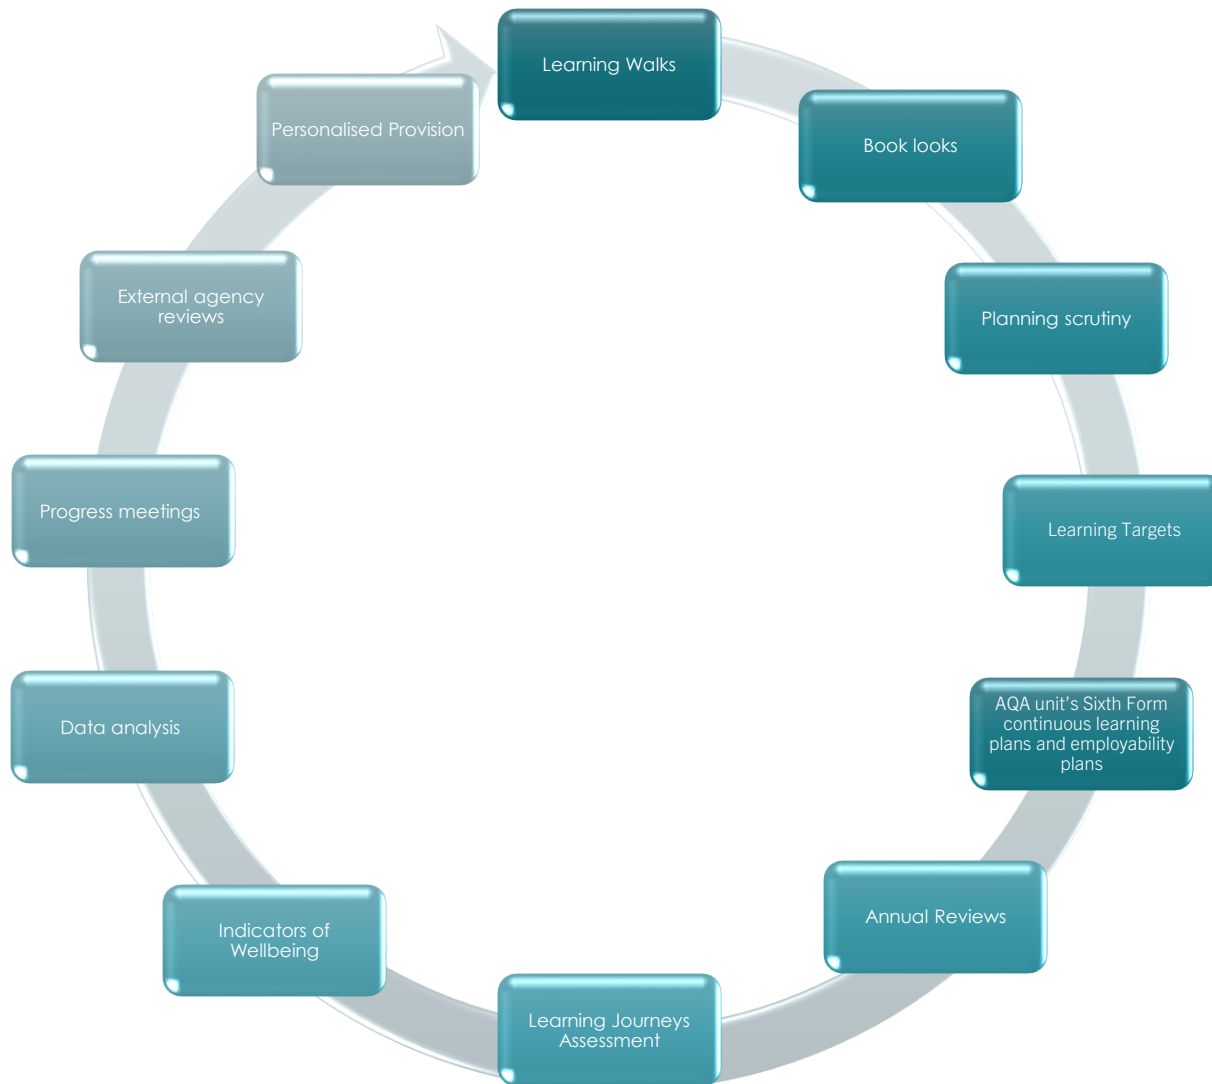 Learning Walks
Book looks
Planning scrutiny
Learning Targets
AQA unit's Sixth Form
continuous learning
plans and employability
plans
Annual Reviews
Learning Journeys
Assessment
Indicators of
Wellbeing
Data analysis
Progress meetings
External agency
reviews
Personalised Provision